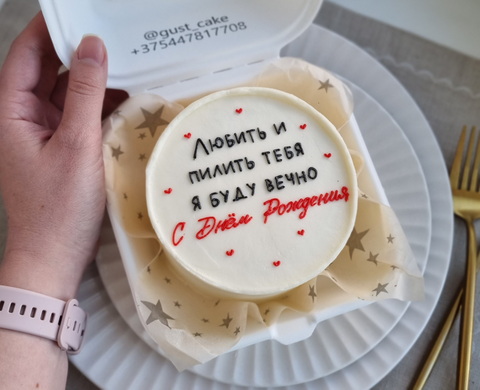 @gust_cake
+375447817708
Любить и
пилить тебя
я буду вечно
С Днём Рождения